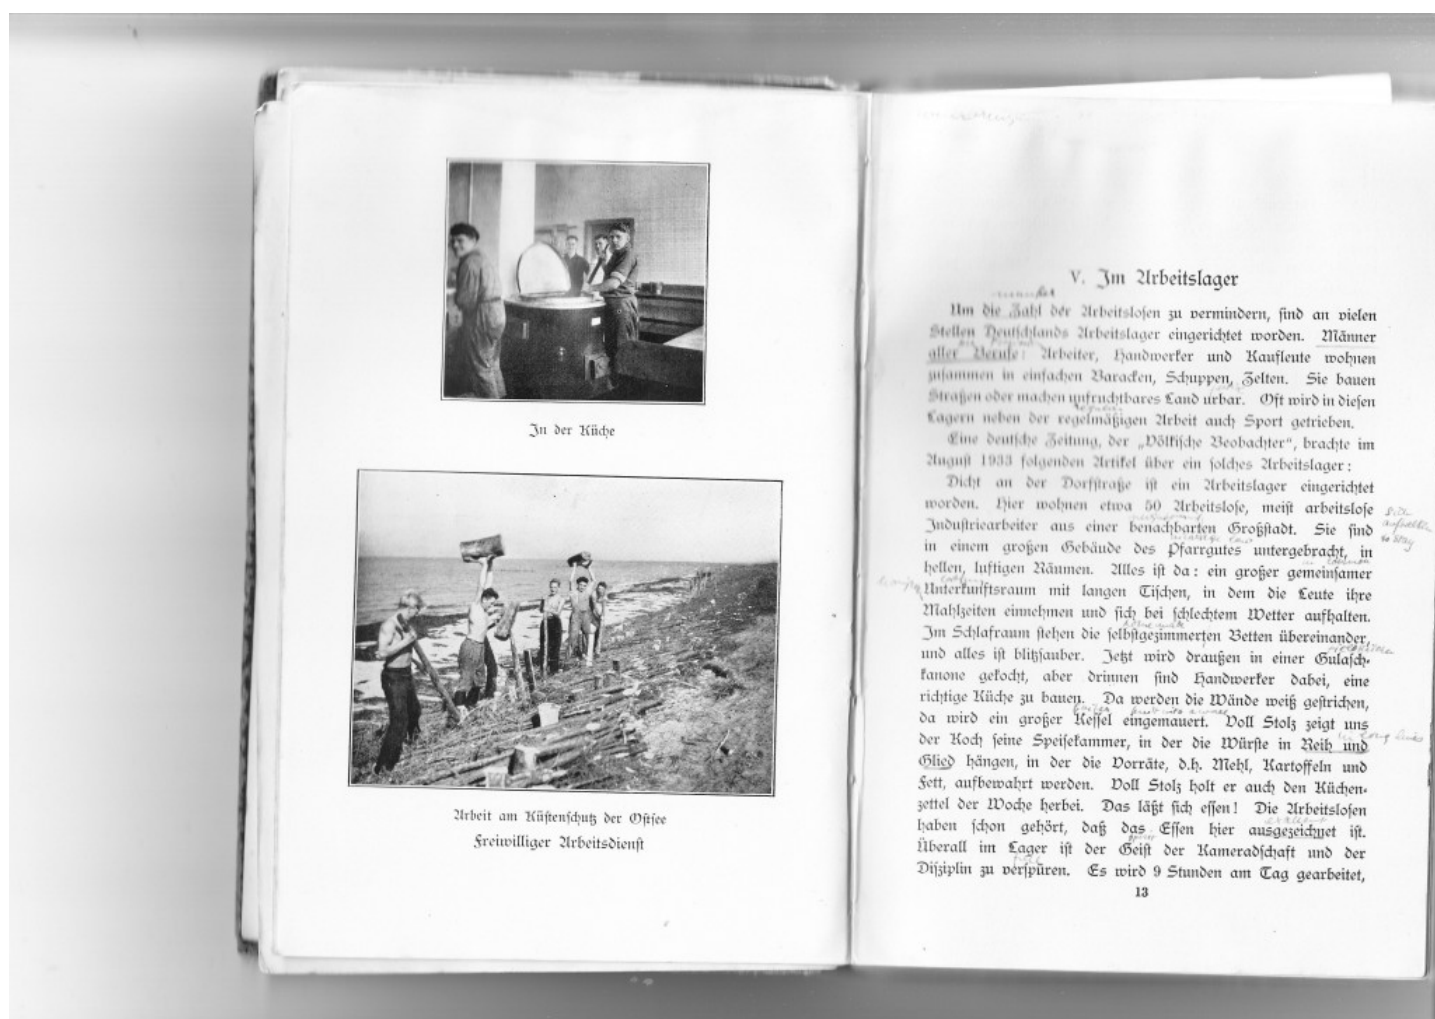 In der Küche
Arbeit am Küstenschutz der Ostsee
Freiwilliger Arbeitsdienst
V. Im Arbeitslager
number
Um die Zahl der Arbeitslosen zu vermindern, sind an vielen
Stellen Deutschlands Arbeitslager eingerichtet worden. Männer
aller Berufe: Arbeiter, Handwerker und Kaufleute wohnen
zusammen in einfachen Baracken, Schuppen, Zelten. Sie bauen
Straßen oder machen unfruchtbares Land urbar. Oft wird in diesen
Lagern neben der regelmäßigen Arbeit auch Sport getrieben.
Eine deutsche Zeitung, der „Völkische Beobachter“, brachte im
August 1933 folgenden Artikel über ein solches Arbeitslager:
Dicht an der Dorfstraße ist ein Arbeitslager eingerichtet
worden. Hier wohnen etwa 50 Arbeitslose, meist arbeitslose
Industriearbeiter aus einer benachbarten Großstadt. Sie sind
to stay
in einem großen Gebäude des Pfarrgutes untergebracht, in
in common
hellen, luftigen Räumen. Alles ist da: ein großer gemeinsamer
Unterkunftsraum mit langen Tischen, in dem die Leute ihre
Mahlzeiten einnehmen und sich bei schlechtem Wetter aufhalten.
home made
Im Schlafraum stehen die selbstgezimmerten Betten übereinander,
und alles ist blitzsauber. Jetzt wird draußen in einer Gulasch-
kanone gekocht, aber drinnen sind Handwerker dabei, eine
richtige Küche zu bauen. Da werden die Wände weiß gestrichen,
da wird ein großer Kessel eingemauert. Voll Stolz zeigt uns
in long lines
der Koch seine Speisekammer, in der die Würste in Reih und
Glied hängen, in der die Vorräte, d.h. Mehl, Kartoffeln und
Fett, aufbewahrt werden. Voll Stolz holt er auch den Küchen-
zettel der Woche herbei. Das läßt sich essen! Die Arbeitslosen
haben schon gehört, daß das Essen hier ausgezeichnet ist.
Überall im Lager ist der Geist der Kameradschaft und der
feel
Disziplin zu verspüren. Es wird 9 Stunden am Tag gearbeitet,
13